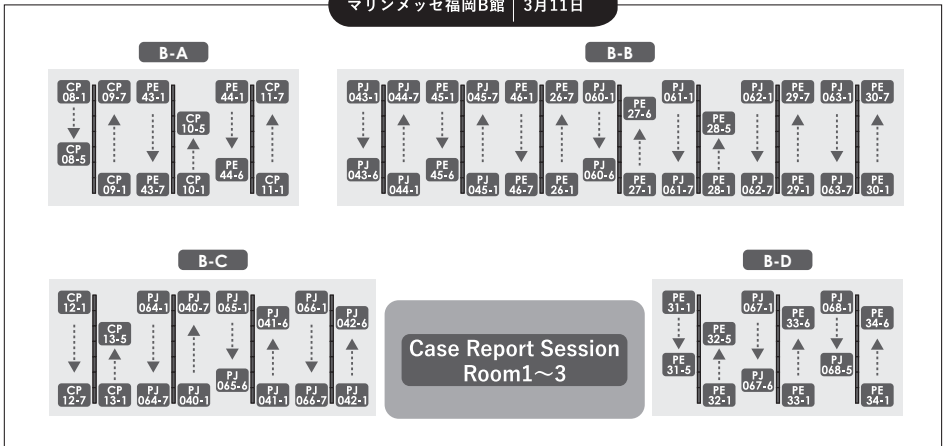 マリンメッセ福岡B館 3月11日
B-A
CP
08-1
CP
09-7
PE
43-1
PE
44-1
CP
11-7
CP
10-5
CP
08-5
PE
44-6
CP
09-1
PE
43-7
CP
10-1
CP
11-1
B-B
PJ
043-1
PJ
044-7
PE
45-1
PJ
045-7
PE
46-1
PE
26-7
PJ
060-1
PE
27-6
PJ
061-1
PE
28-5
PJ
062-1
PE
29-7
PJ
063-1
PE
30-7
PJ
043-6
PJ
044-1
PE
45-6
PJ
045-1
PE
46-7
PE
26-1
PJ
060-6
PE
27-1
PJ
061-7
PE
28-1
PJ
062-7
PE
29-1
PJ
063-7
PE
30-1
B-C
CP
12-1
CP
13-5
PJ
064-1
PJ
040-7
PJ
065-1
PJ
041-6
PJ
066-1
PJ
042-6
CP
12-7
CP
13-1
PJ
064-7
PJ
040-1
PJ
065-6
PJ
041-1
PJ
066-7
PJ
042-1
Case Report Session
Room1～3
B-D
PE
31-1
PE
32-5
PJ
067-1
PE
33-6
PJ
068-1
PE
34-6
PE
31-5
PE
32-1
PJ
067-6
PE
33-1
PJ
068-5
PE
34-1